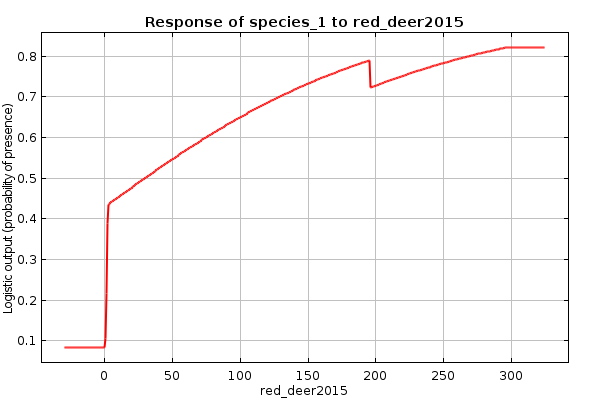 Response of species_1 to red_deer2015
Logistic output (probability of presence)
0.8
0.7
0.6
0.5
0.4
0.3
0.2
0.1
0 50 100 150 200 250 300
red_deer2015